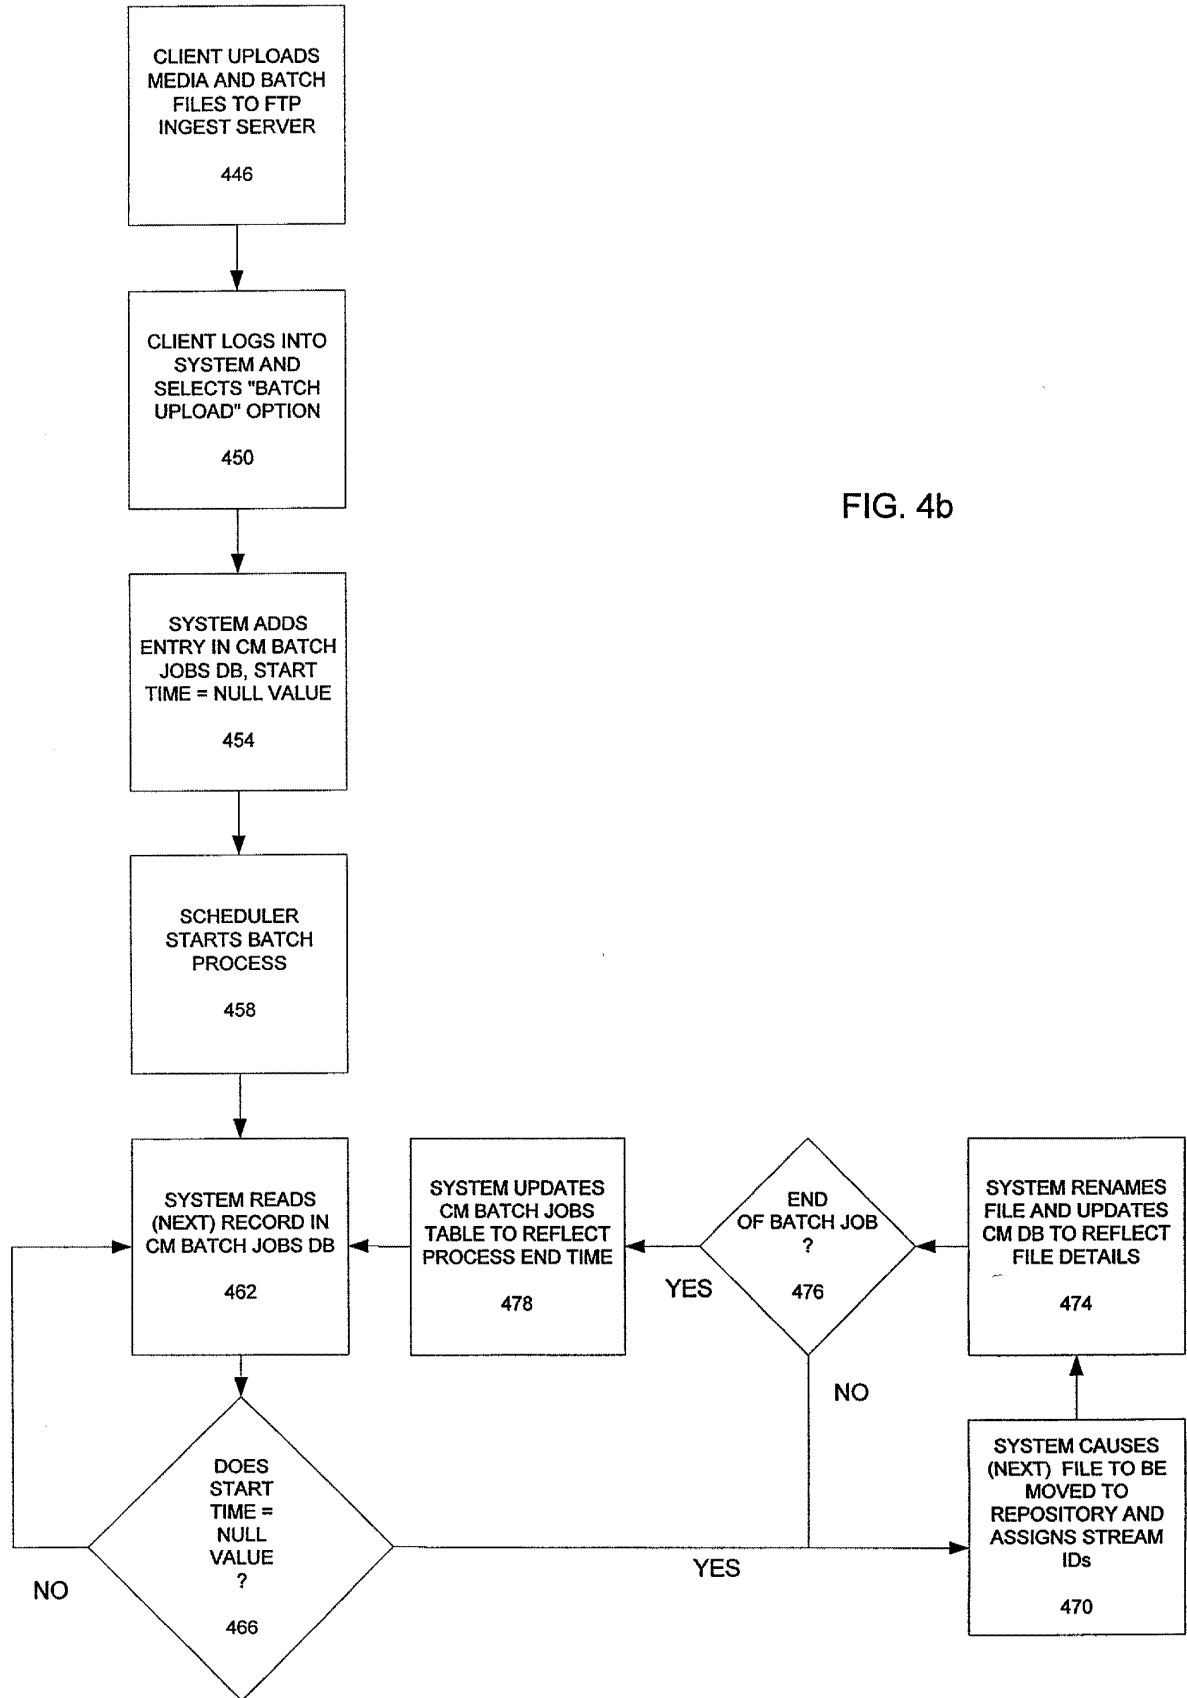 CLIENT UPLOADS
MEDIA AND BATCH
FILES TO FTP
INGEST SERVER
446
CLIENT LOGS INTO
SYSTEM AND
SELECTS "BATCH
UPLOAD" OPTION
450
FIG. 4b
SYSTEM ADDS
ENTRY IN CM BATCH
JOBS DB, START
TIME = NULL VALUE
454
SCHEDULER
STARTS BATCH
PROCESS
458
SYSTEM READS
(NEXT) RECORD IN
CM BATCH JOBS DB
462
SYSTEM UPDATES
CM BATCH JOBS
TABLE TO REFLECT
PROCESS END TIME
478
END
OF BATCH JOB
?
476
YES
NO
SYSTEM RENAMES
FILE AND UPDATES
CM DB TO REFLECT
FILE DETAILS
474
DOES
START
TIME =
NULL
VALUE
?
466
NO
YES
SYSTEM CAUSES
(NEXT) FILE TO BE
MOVED TO
REPOSITORY AND
ASSIGNS STREAM
IDs
470